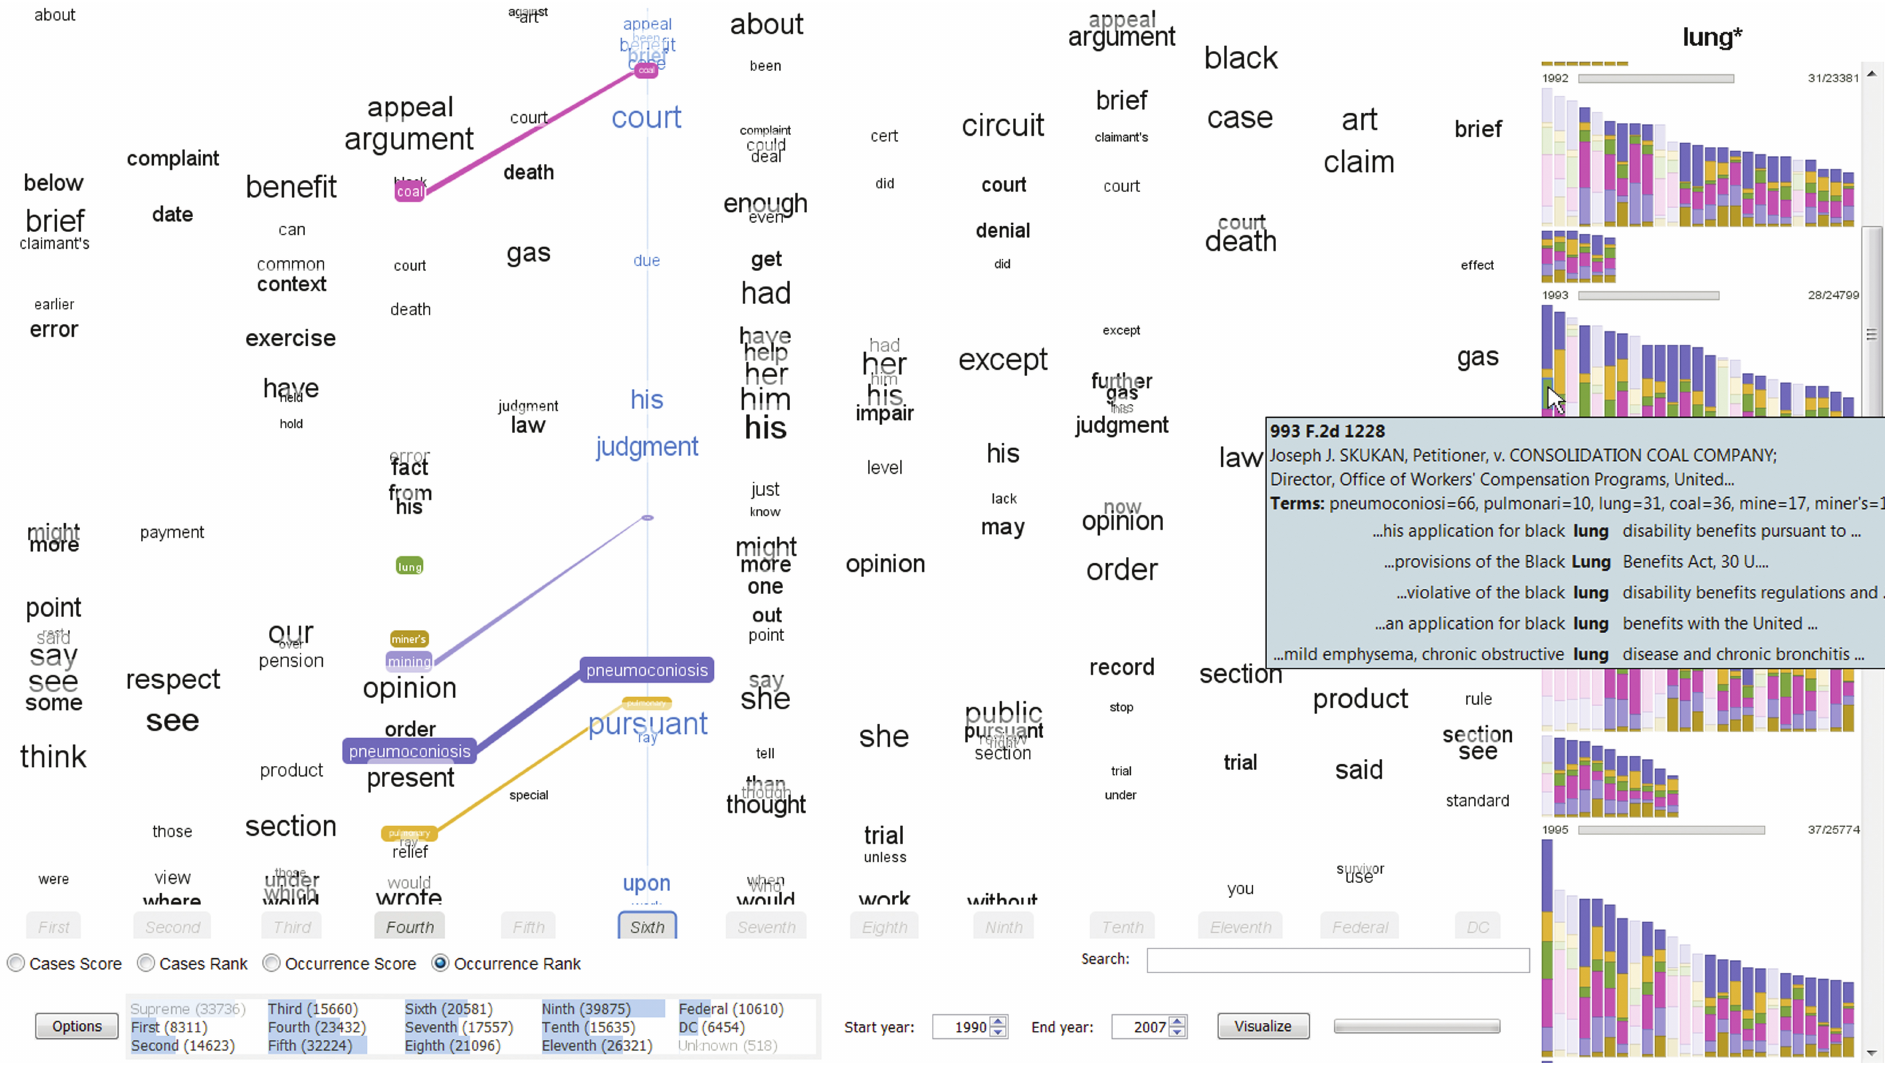 about
below
brief
claimant's
earlier
error
might
more
point
said
say
see
some
think
were
First
complaint
date
payment
respect
see
those
view
where
Second
benefit
can
common
context
exercise
have
held
hold
our
over
pension
product
section
those
under
which
would
Third
appeal
argument
black
coal
court
death
error
fact
from
his
lung
miner's
mining
opinion
order
pneumoconiosis
present
pulmonary
ray
relief
would
wrote
Fourth
against
art
court
death
gas
judgment
law
special
Fifth
appeal
been
benefit
brief
case
coal
court
due
his
judgment
pneumoconiosis
pulmonary
pursuant
ray
upon
work
Sixth
about
been
complaint
could
deal
enough
even
get
had
have
help
her
him
his
just
know
might
more
one
out
point
say
she
tell
than
though
thought
when
who
would
Seventh
cert
did
had
her
him
his
impair
level
opinion
she
trial
unless
work
Eighth
circuit
court
denial
did
except
his
lack
may
public
pursuant
review
right
section
without
Ninth
appeal
argument
brief
claimant's
court
except
further
gas
his
judgment
now
opinion
order
record
stop
trial
under
Tenth
black
case
court
death
law
section
trial
you
Eleventh
art
claim
product
said
survivor
use
Federal
brief
effect
gas
rule
section
see
standard
DC
lung*
1992 31/23381
1993 28/24799
993 F.2d 1228
Joseph J. SKUKAN, Petitioner, v. CONSOLIDATION COAL COMPANY;
Director, Office of Workers' Compensation Programs, United...
Terms: pneumoconiosi=66, pulmonari=10, lung=31, coal=36, mine=17, miner's=1
...his application for black lung disability benefits pursuant to ...
...provisions of the Black Lung Benefits Act, 30 U....
...violative of the black lung disability benefits regulations and .
...an application for black lung benefits with the United ...
...mild emphysema, chronic obstructive lung disease and chronic bronchitis ...
1995 37/25774
Cases Score Cases Rank Occurrence Score Occurrence Rank
Search:
Options
Supreme (33736) Third (15660) Sixth (20581) Ninth (39875) Federal (10610)
First (8311) Fourth (23432) Seventh (17557) Tenth (15635) DC (6454)
Second (14623) Fifth (32224) Eighth (21096) Eleventh (26321) Unknown (518)
Start year: 1990 End year: 2007 Visualize